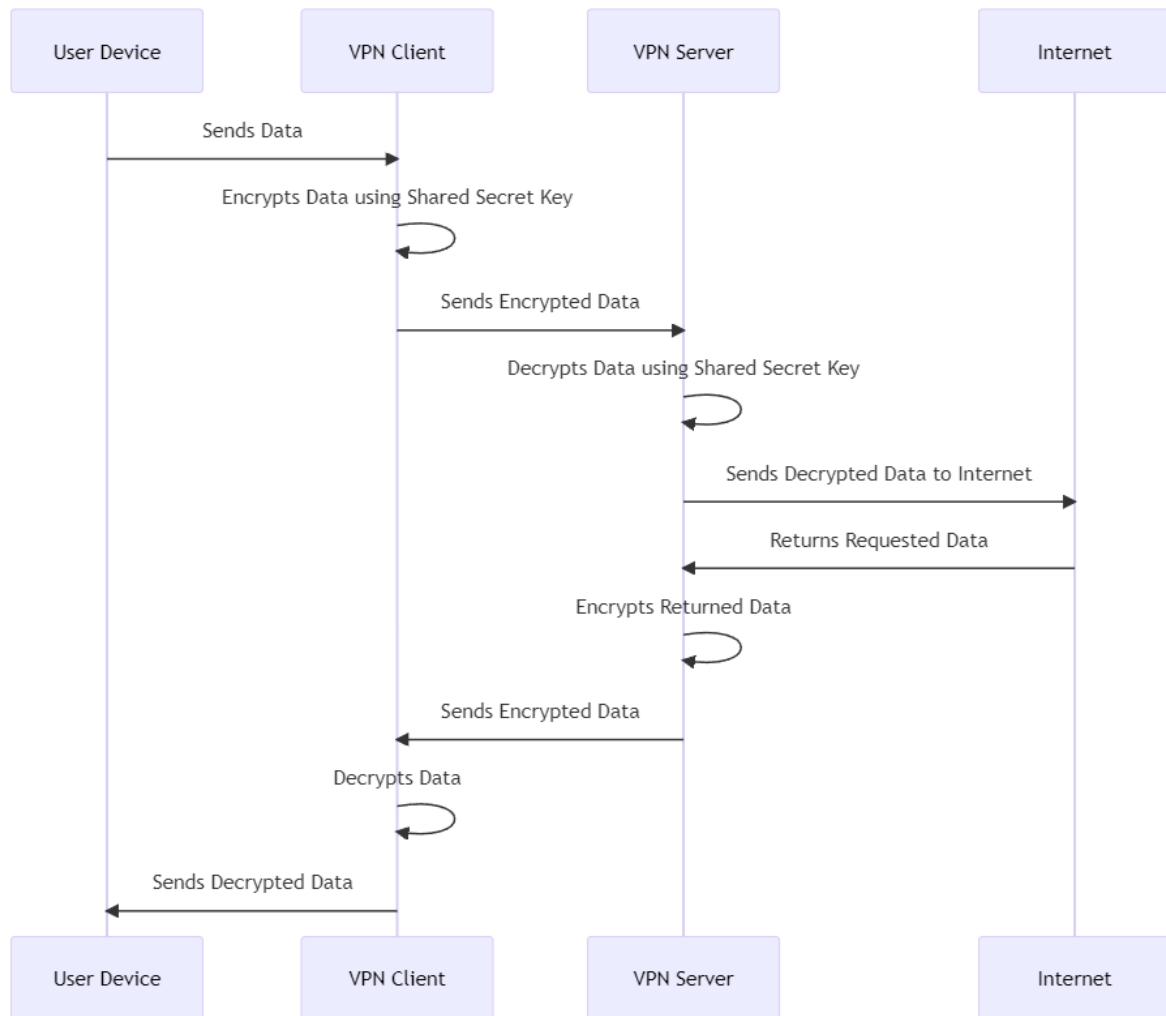 User Device
VPN Client
VPN Server
Internet
Sends Data
Encrypts Data using Shared Secret Key
Sends Encrypted Data
Decrypts Data using Shared Secret Key
Sends Decrypted Data to Internet
Returns Requested Data
Encrypts Returned Data
Sends Encrypted Data
Decrypts Data
Sends Decrypted Data
User Device
VPN Client
VPN Server
Internet